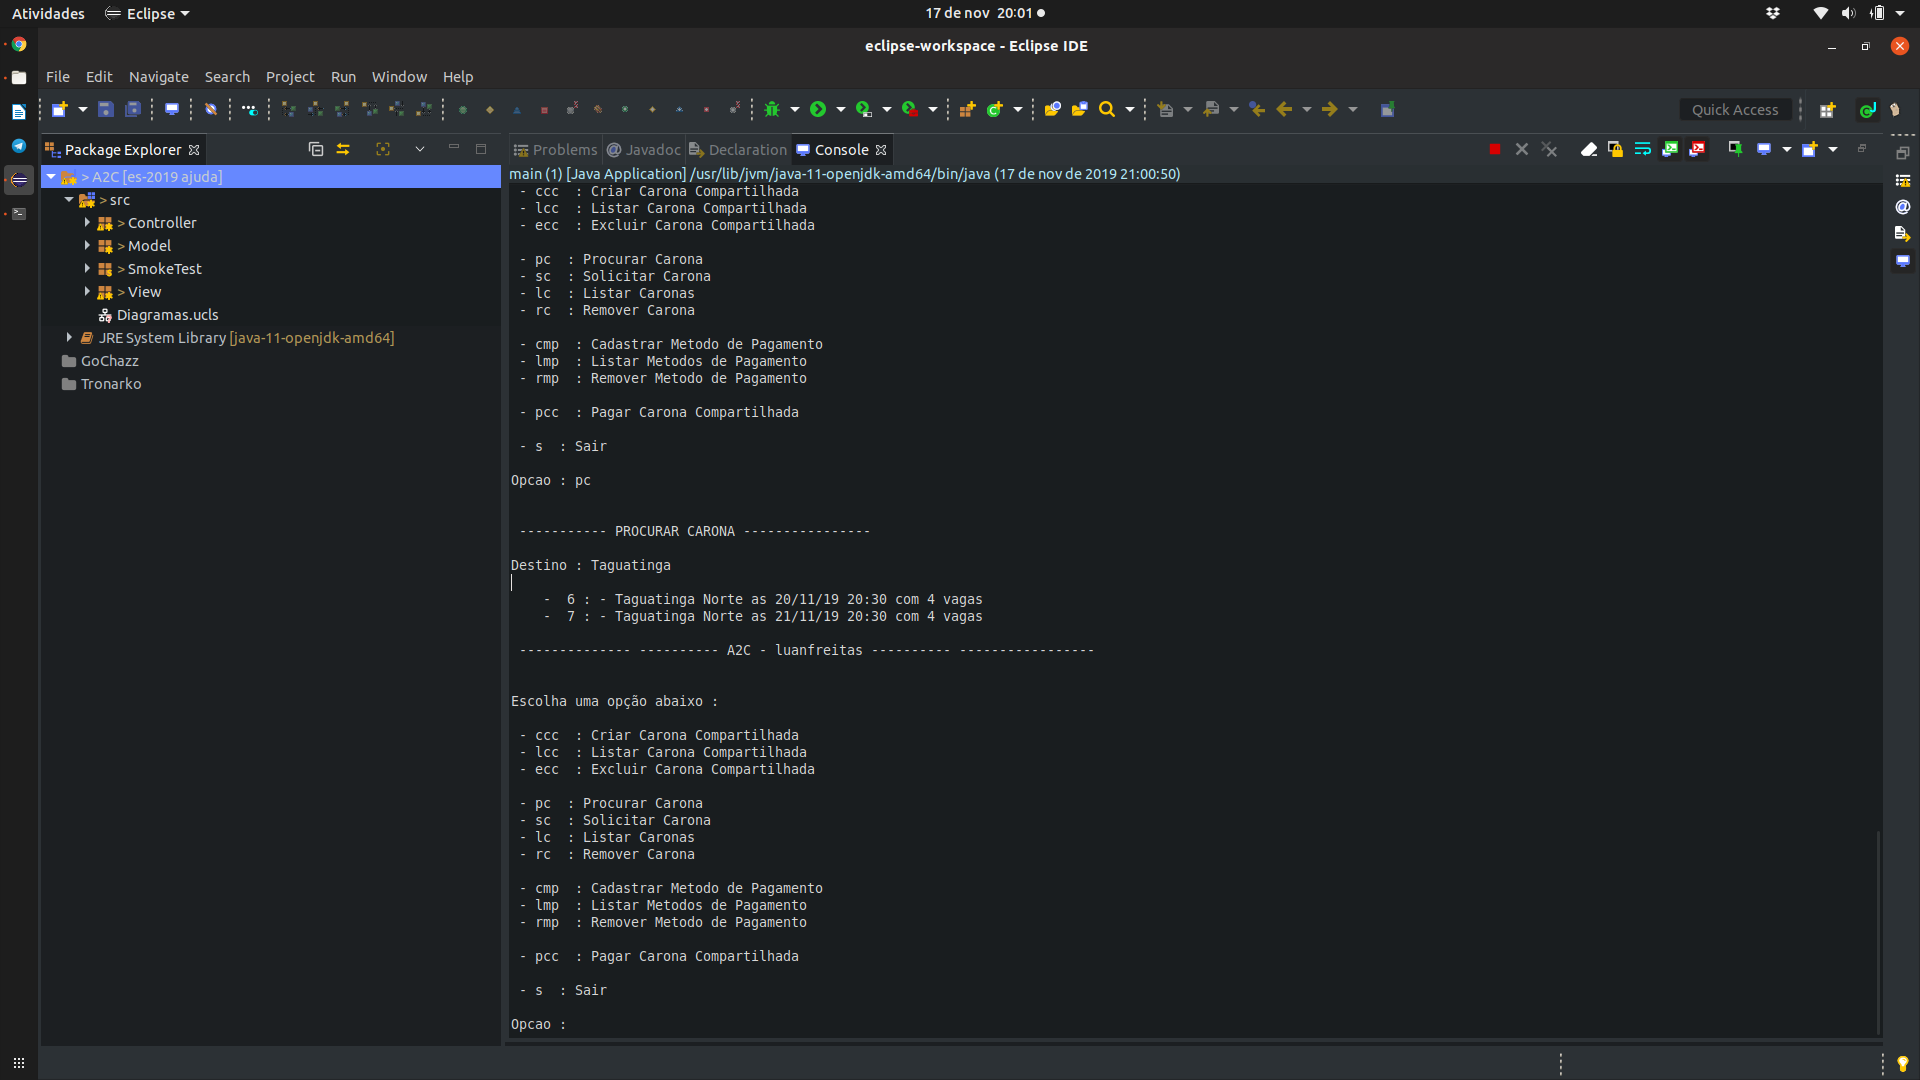 Atividades Eclipse 17 de nov 20:01
eclipse-workspace - Eclipse IDE
File Edit Navigate Search Project Run Window Help
Quick Access
Package Explorer
Problems @ Javadoc Declaration Console
> A2C [es-2019 ajuda]
> src
> Controller
> Model
> SmokeTest
> View
Diagramas.ucls
JRE System Library [java-11-openjdk-amd64]
GoChazz
Tronarko
main (1) [Java Application] /usr/lib/jvm/java-11-openjdk-amd64/bin/java (17 de nov de 2019 21:00:50)
- ccc : Criar Carona Compartilhada
- lcc : Listar Carona Compartilhada
- ecc : Excluir Carona Compartilhada
- pc : Procurar Carona
- sc : Solicitar Carona
- lc : Listar Caronas
- rc : Remover Carona
- cmp : Cadastrar Metodo de Pagamento
- lmp : Listar Metodos de Pagamento
- rmp : Remover Metodo de Pagamento
- pcc : Pagar Carona Compartilhada
- s : Sair
Opcao : pc
----------- PROCURAR CARONA ----------------
Destino : Taguatinga
- 6 : - Taguatinga Norte as 20/11/19 20:30 com 4 vagas
- 7 : - Taguatinga Norte as 21/11/19 20:30 com 4 vagas
-------------- ---------- A2C - luanfreitas ---------- -----------------
Escolha uma opção abaixo :
- ccc : Criar Carona Compartilhada
- lcc : Listar Carona Compartilhada
- ecc : Excluir Carona Compartilhada
- pc : Procurar Carona
- sc : Solicitar Carona
- lc : Listar Caronas
- rc : Remover Carona
- cmp : Cadastrar Metodo de Pagamento
- lmp : Listar Metodos de Pagamento
- rmp : Remover Metodo de Pagamento
- pcc : Pagar Carona Compartilhada
- s : Sair
Opcao :